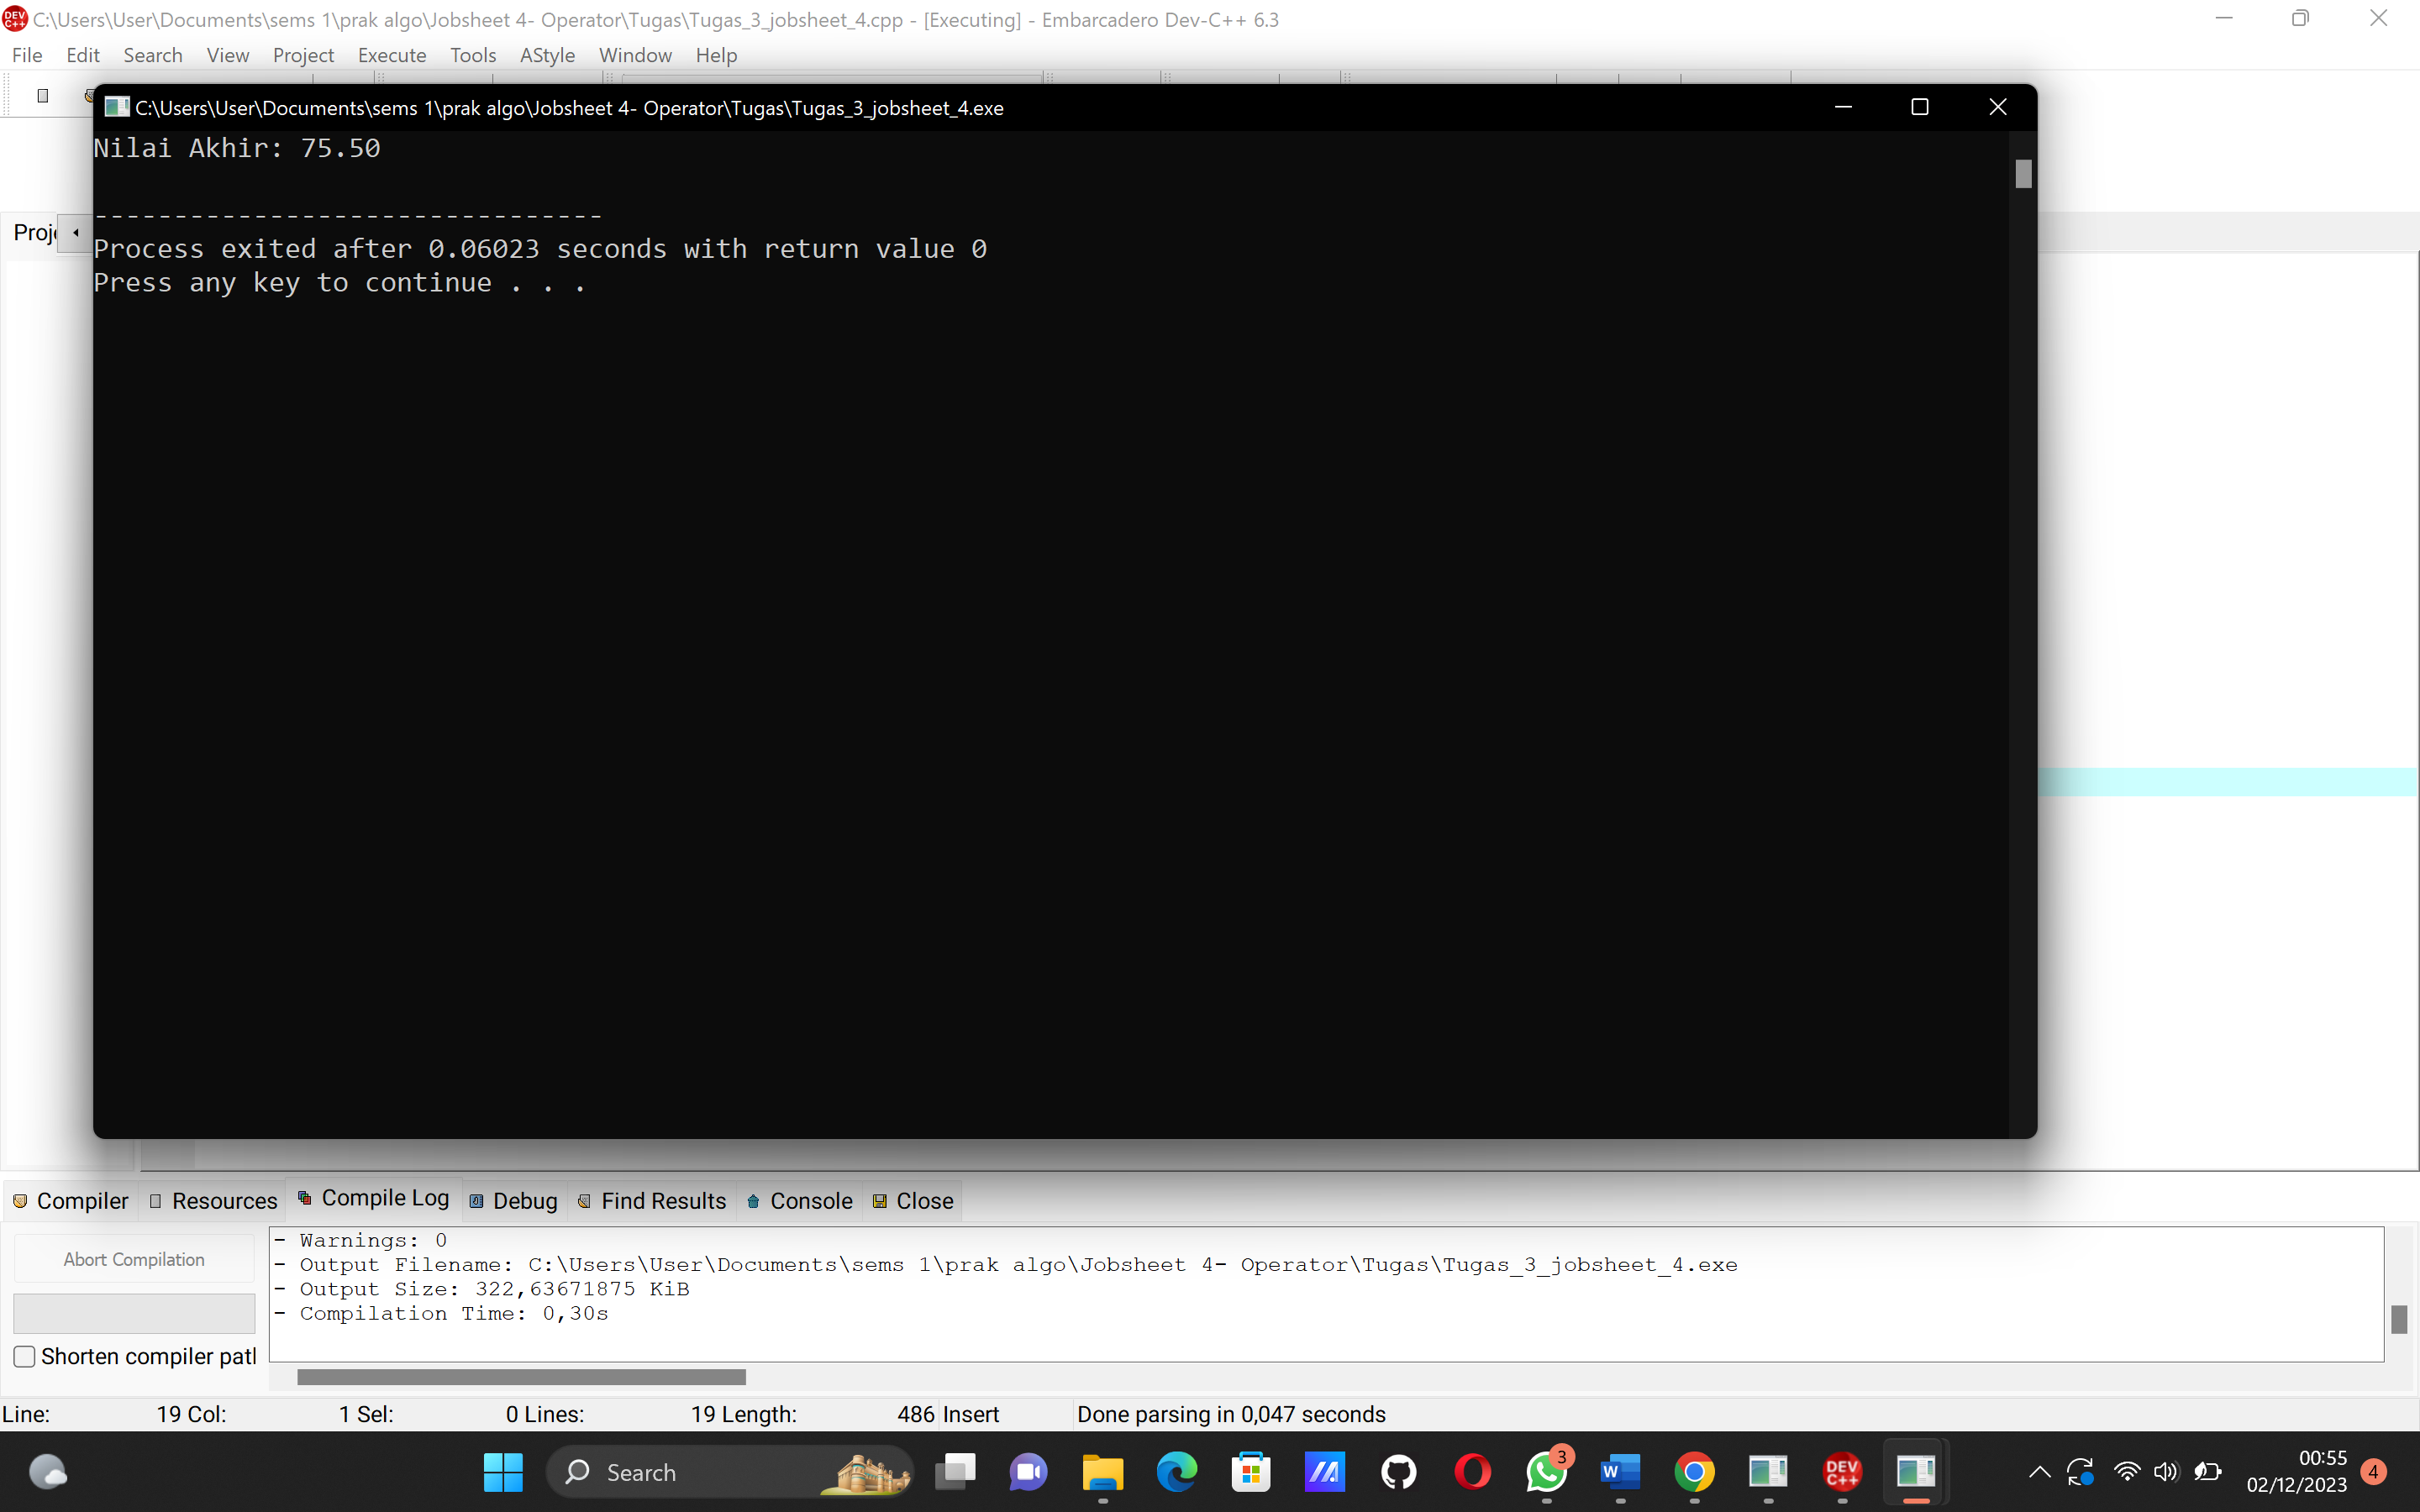 C:\Users\User\Documents\sems 1\prak algo\Jobsheet 4- Operator\Tugas\Tugas_3_jobsheet_4.cpp - [Executing] - Embarcadero Dev-C++ 6.3
File Edit Search View Project Execute Tools AStyle Window Help
C:\Users\User\Documents\sems 1\prak algo\Jobsheet 4- Operator\Tugas\Tugas_3_jobsheet_4.exe
Nilai Akhir: 75.50
--------------------------------
Process exited after 0.06023 seconds with return value 0
Press any key to continue . . .
Compiler Resources Compile Log Debug Find Results Console Close
Abort Compilation
Shorten compiler
- Warnings: 0
- Output Filename: C:\Users\User\Documents\sems 1\prak algo\Jobsheet 4- Operator\Tugas\Tugas_3_jobsheet_4.exe
- Output Size: 322,63671875 KiB
- Compilation Time: 0,30s
Line: 19 Col: 1 Sel: 0 Lines: 19 Length: 486 Insert Done parsing in 0,047 seconds
Search
3
W
DEV C++
00:55
02/12/2023
4